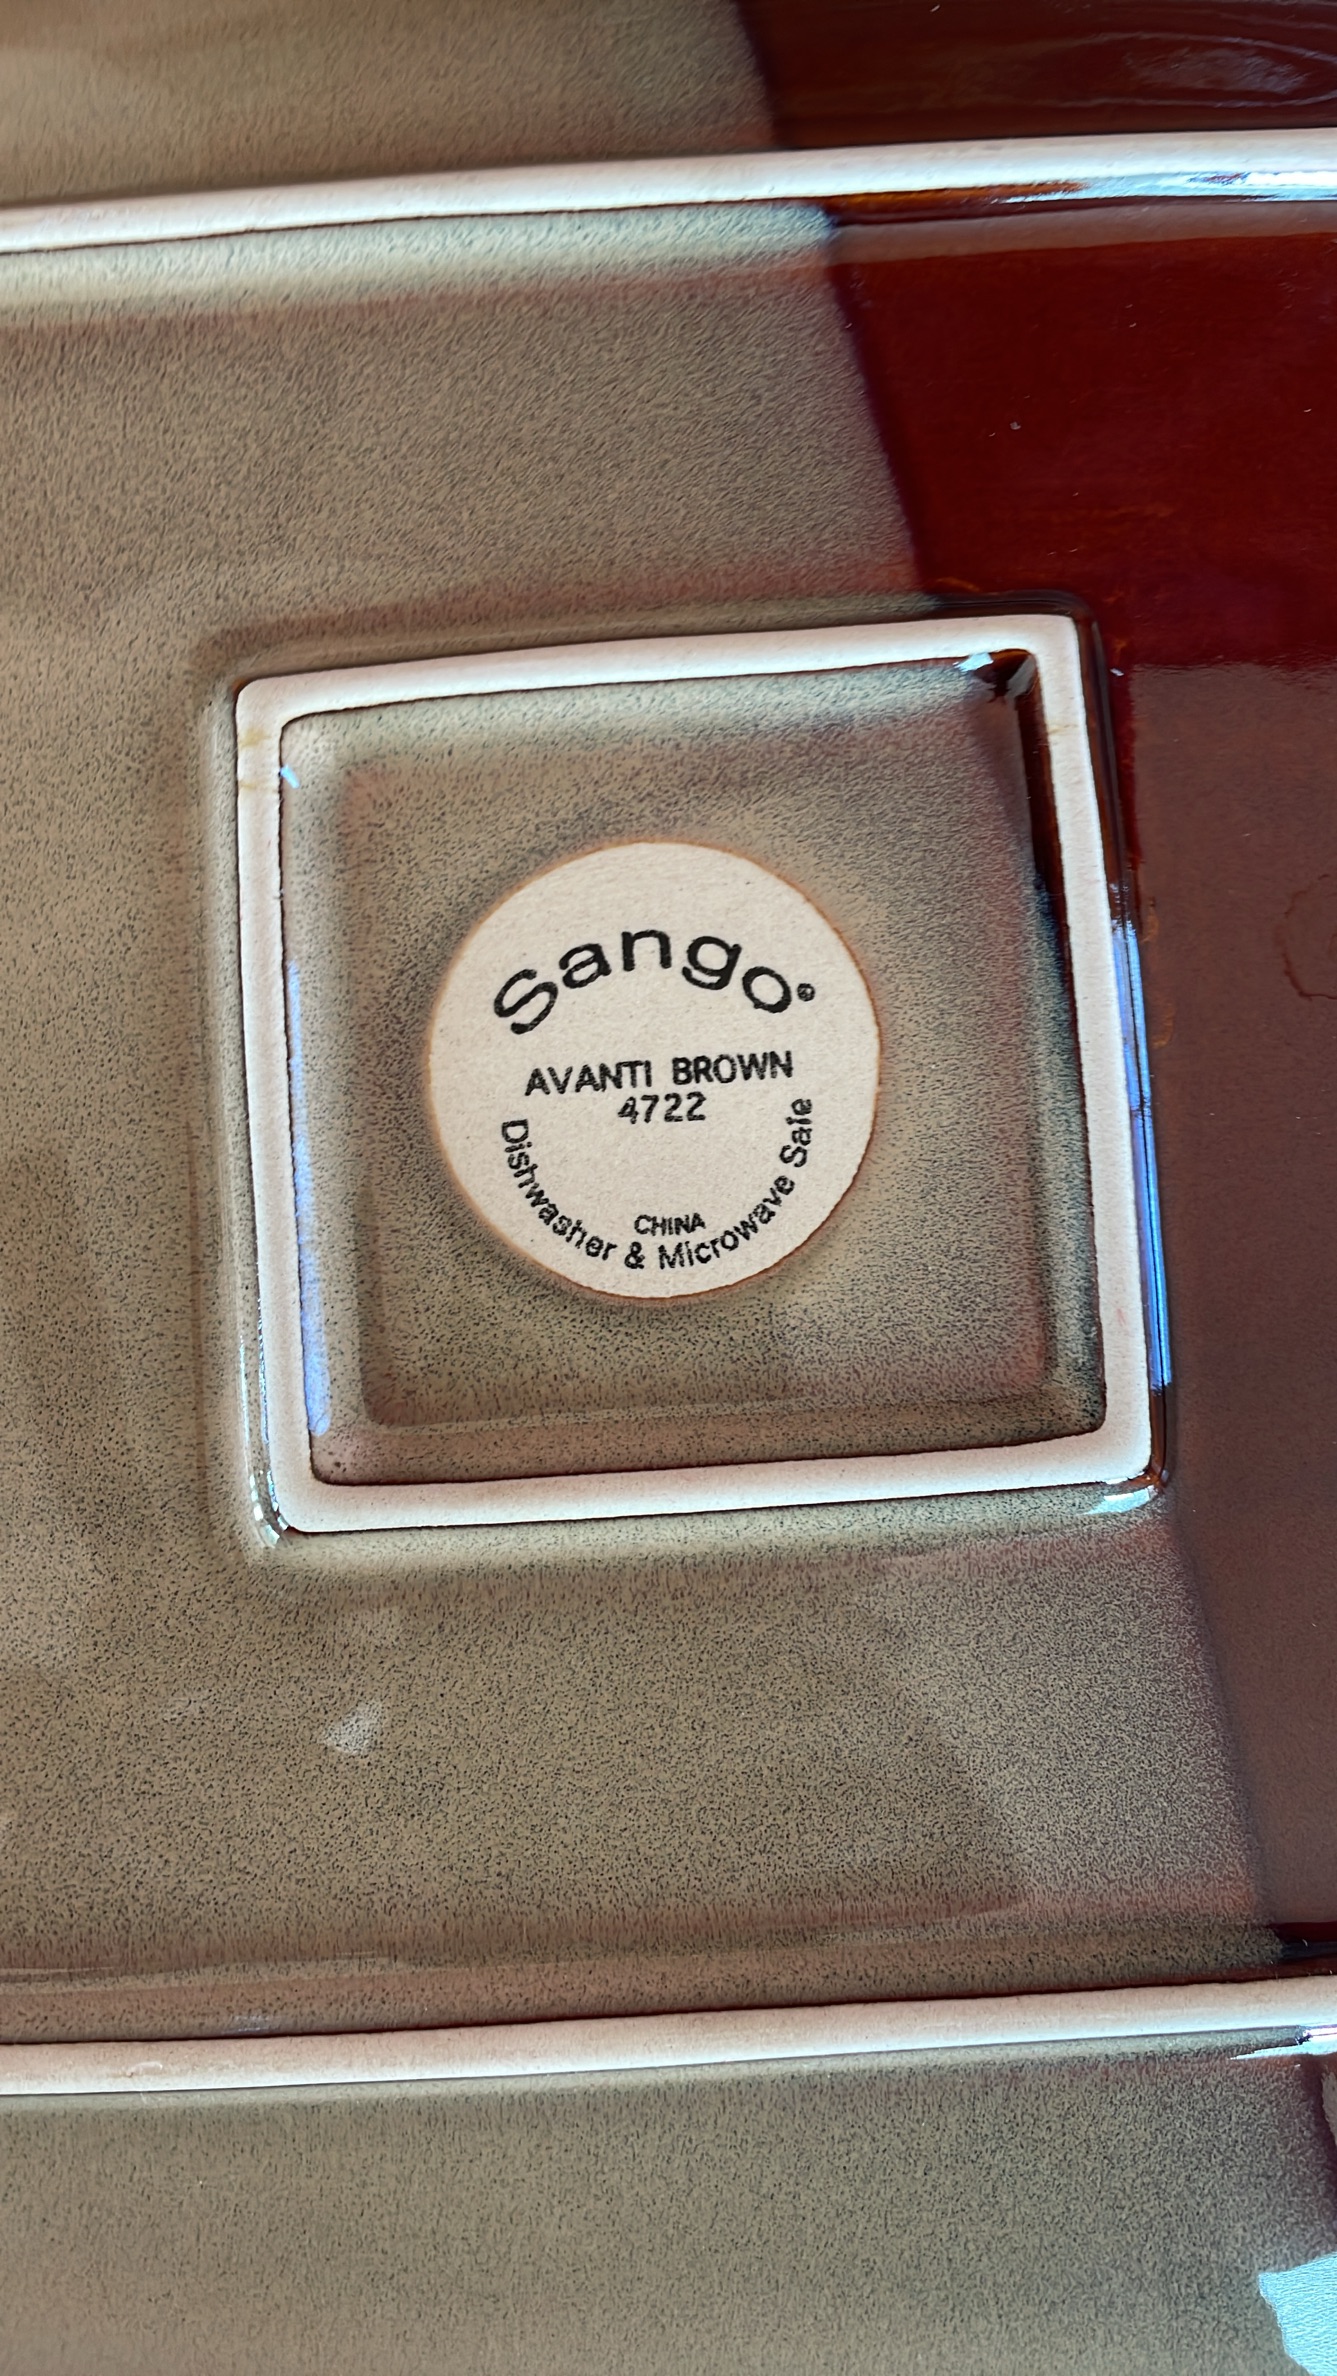 Sango®
AVANTI BROWN
4722
CHINA
Dishwasher & Microwave Safe